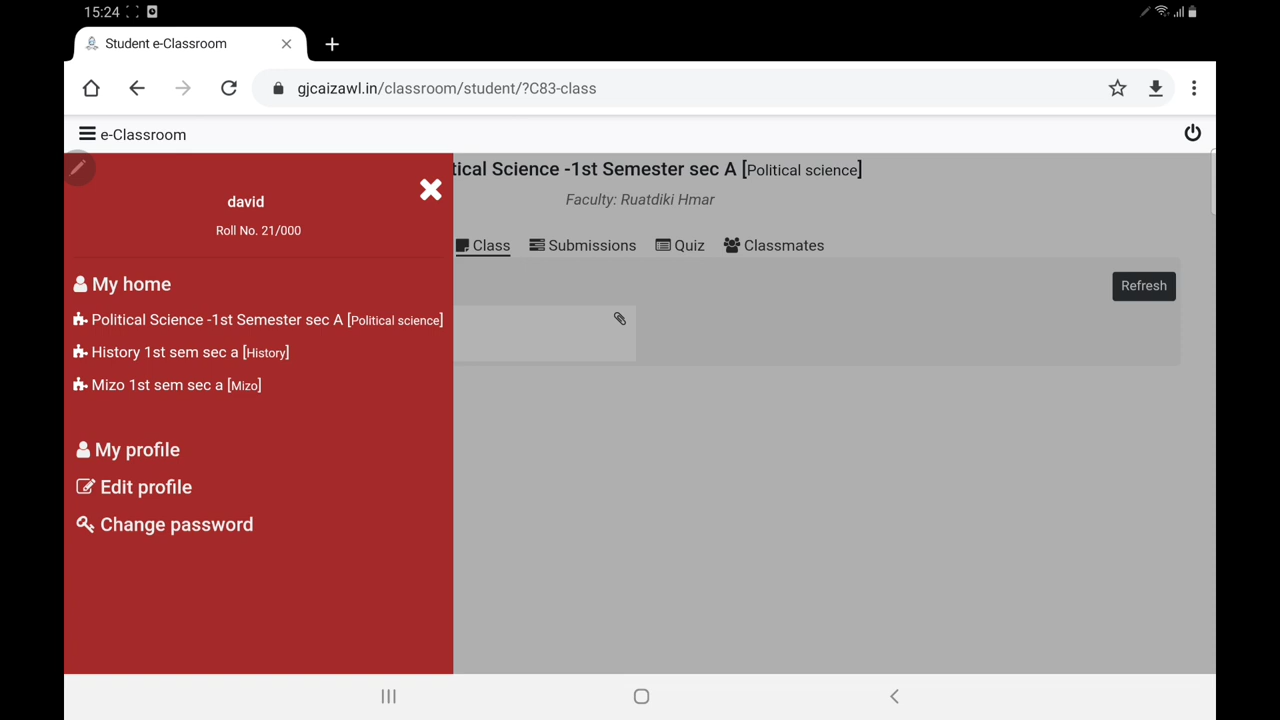 15:24
Student e-Classroom
gjcaizawl.in/classroom/student/?C83-class
e-Classroom
tical Science -1st Semester sec A [Political science]
Faculty: Ruatdiki Hmar
david
Roll No. 21/000
Class Submissions Quiz Classmates
My home
Refresh
Political Science -1st Semester sec A [Political science]
History 1st sem sec a [History]
Mizo 1st sem sec a [Mizo]
My profile
Edit profile
Change password